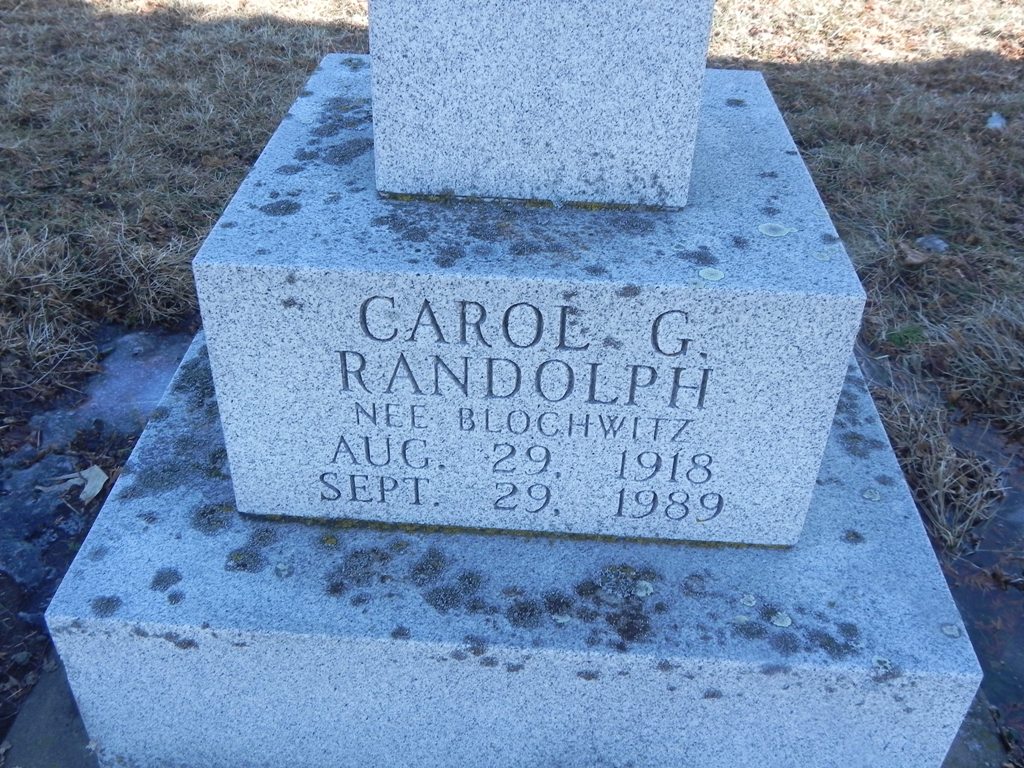 CAROL G.
RANDOLPH
NEE BLOCHWITZ
AUG. 29, 1918
SEPT. 29, 1989